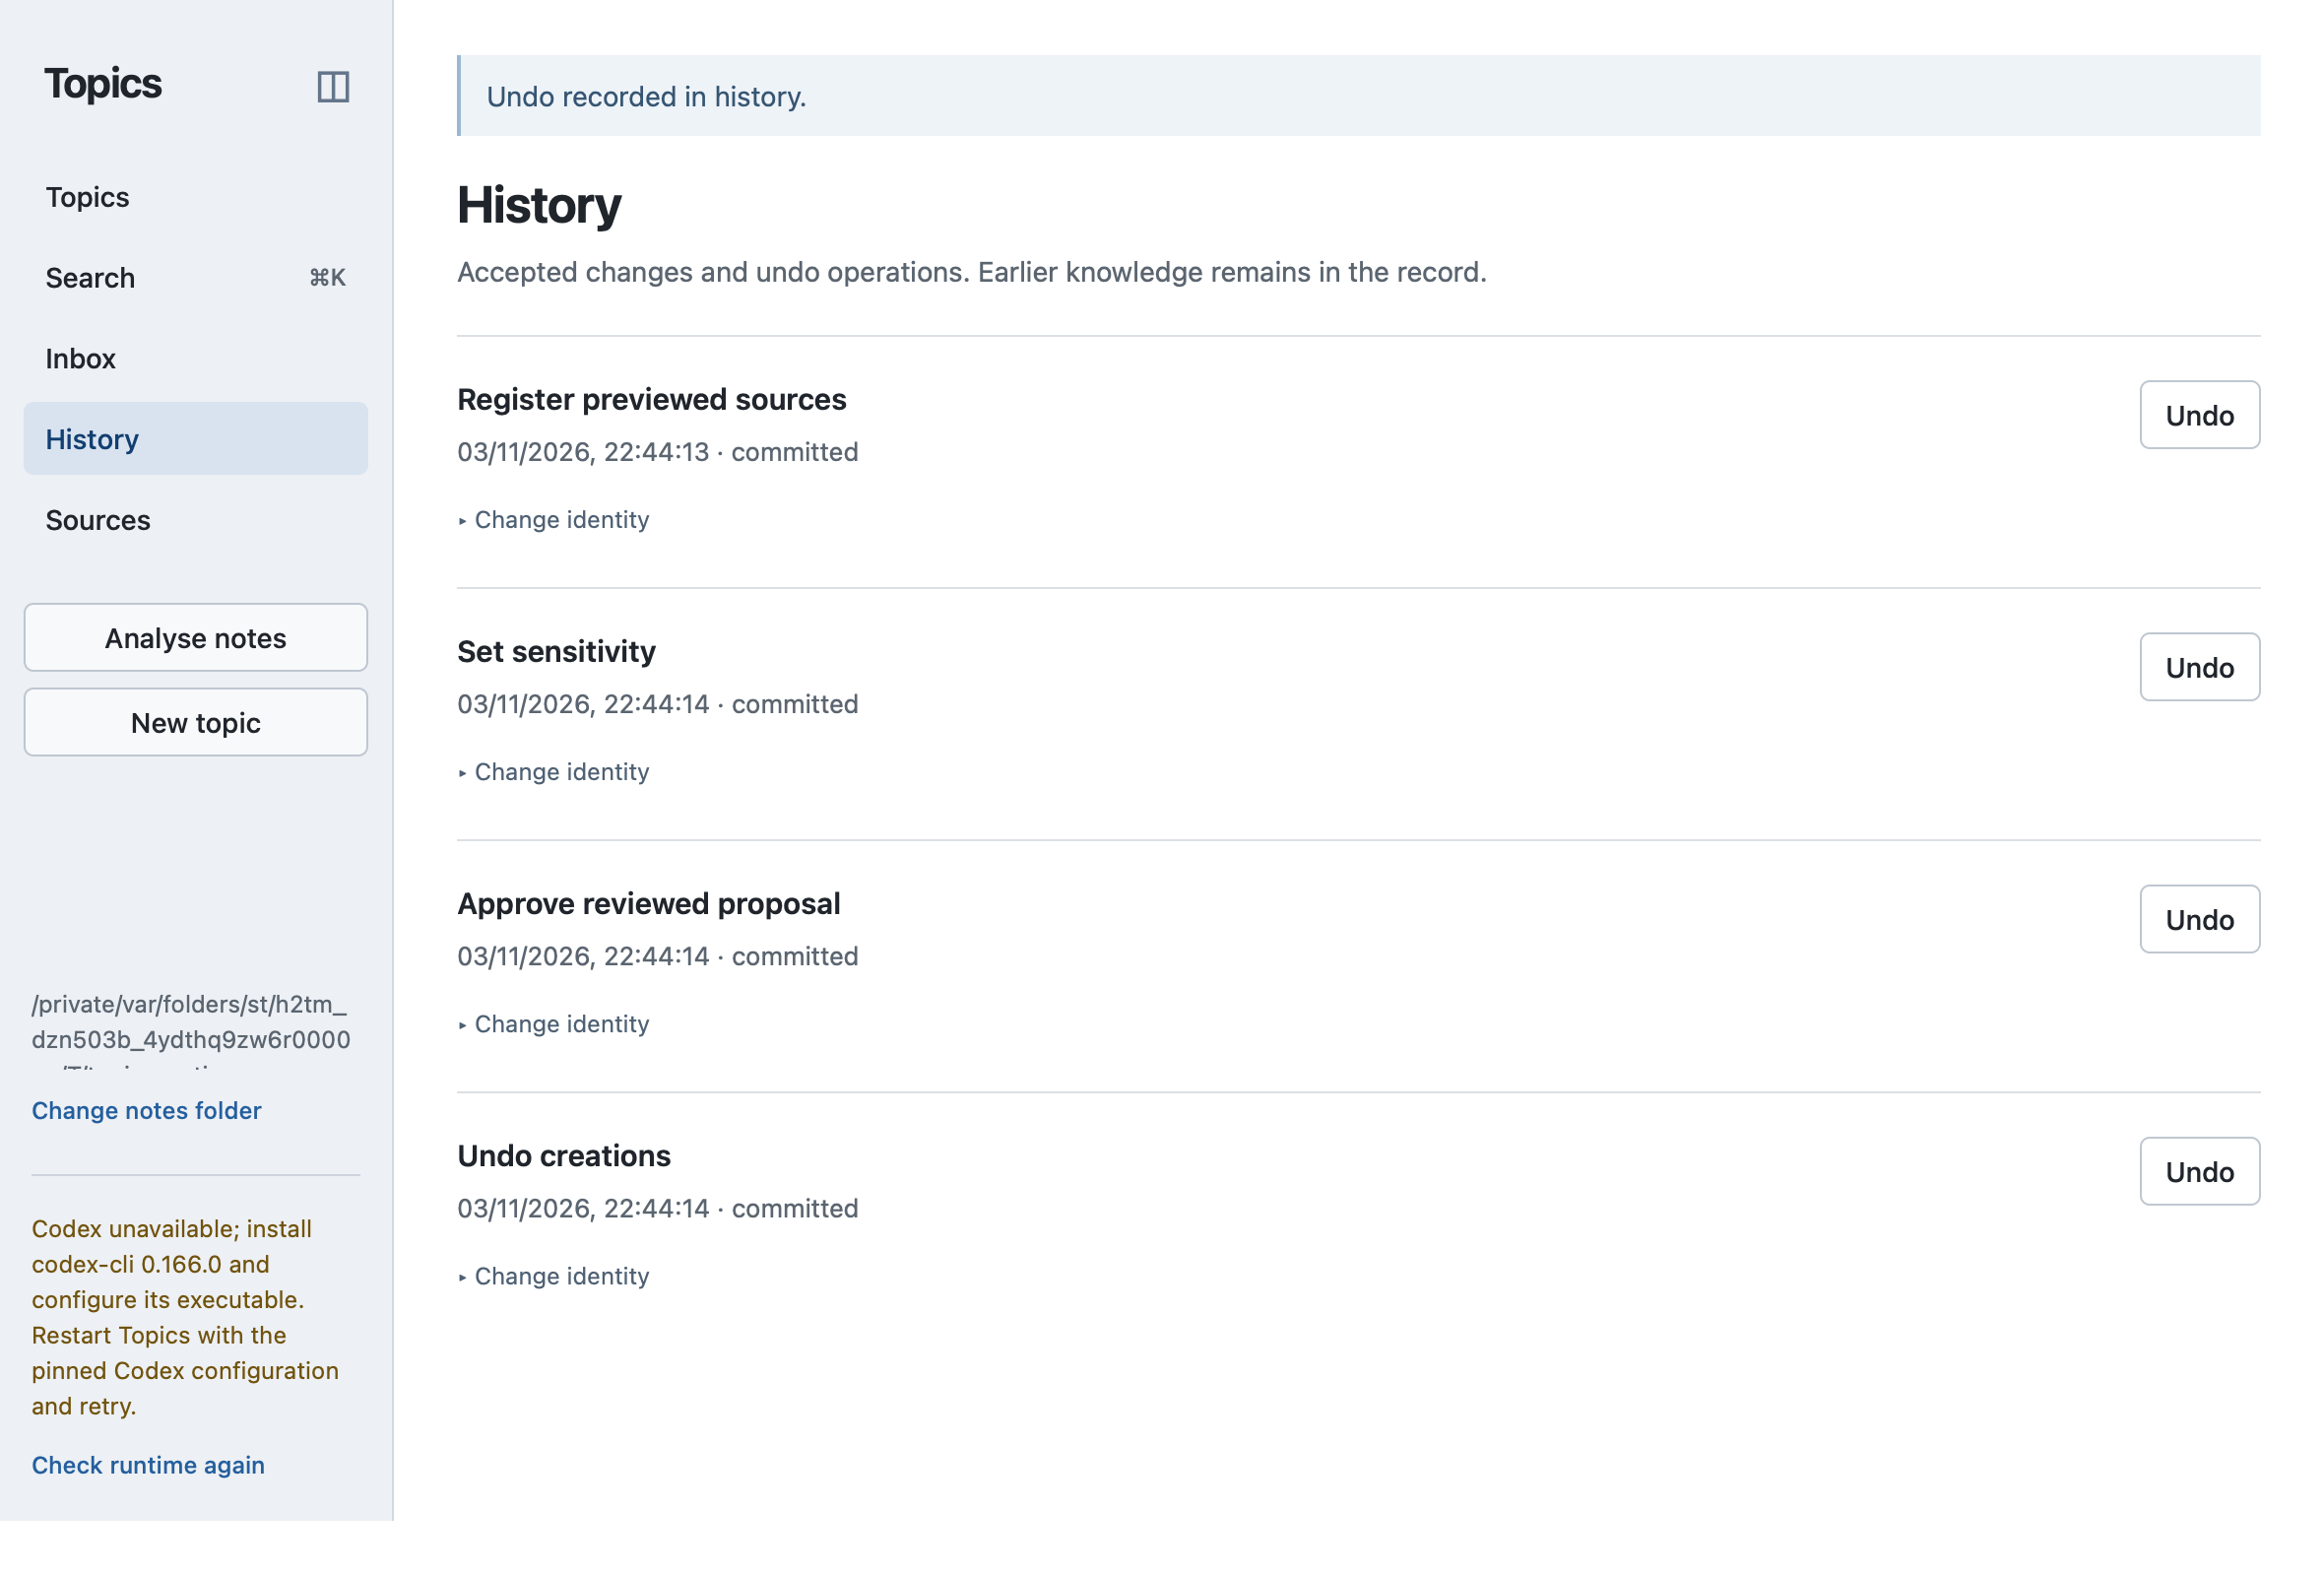 Topics
Topics
Search ⌘K
Inbox
History
Sources
Analyse notes
New topic
/private/var/folders/st/h2tm_
dzn503b_4ydthq9zw6r0000
Change notes folder
Codex unavailable; install
codex-cli 0.166.0 and
configure its executable.
Restart Topics with the
pinned Codex configuration
and retry.
Check runtime again
Undo recorded in history.
History
Accepted changes and undo operations. Earlier knowledge remains in the record.
Register previewed sources
Undo
03/11/2026, 22:44:13 · committed
▸ Change identity
Set sensitivity
Undo
03/11/2026, 22:44:14 · committed
▸ Change identity
Approve reviewed proposal
Undo
03/11/2026, 22:44:14 · committed
▸ Change identity
Undo creations
Undo
03/11/2026, 22:44:14 · committed
▸ Change identity